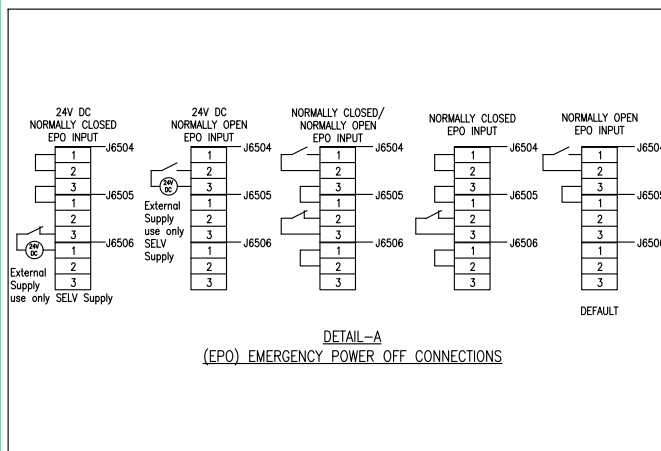 24V DC
NORMALLY CLOSED
EPO INPUT
J6504
1
2
3
J6505
1
2
3
J6506
1
2
3
24V
DC
External
Supply
use only SELV Supply
24V DC
NORMALLY OPEN
EPO INPUT
J6504
1
2
3
J6505
1
2
3
J6506
1
2
3
24V
DC
External
Supply
use only
SELV
Supply
NORMALLY CLOSED/
NORMALLY OPEN
EPO INPUT
J6504
1
2
3
J6505
1
2
3
J6506
1
2
3
NORMALLY CLOSED
EPO INPUT
J6504
1
2
3
J6505
1
2
3
J6506
1
2
3
NORMALLY OPEN
EPO INPUT
J6504
1
2
3
J6505
1
2
3
J6506
1
2
3
DEFAULT
DETAIL-A
(EPO) EMERGENCY POWER OFF CONNECTIONS